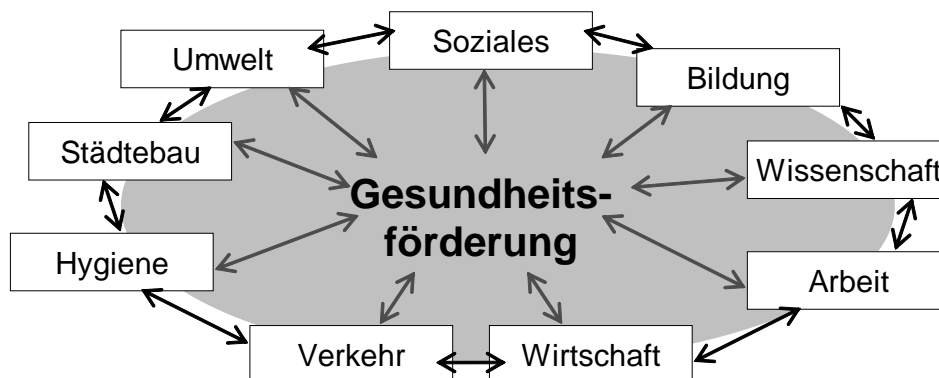 Soziales
Umwelt
Bildung
Städtebau
Wissenschaft
Gesundheits-
förderung
Hygiene
Arbeit
Verkehr
Wirtschaft